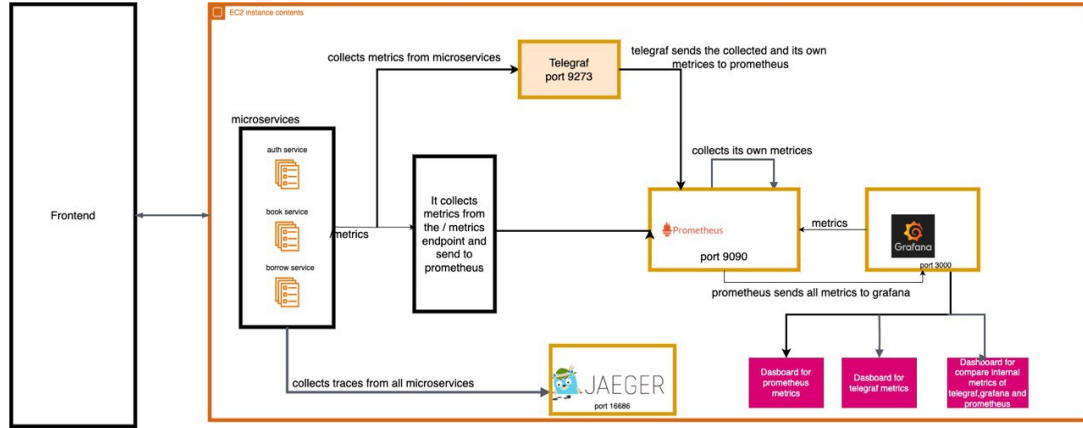 EC2 instance contents
Frontend
microservices
auth service
book service
borrow service
/metrics
collects metrics from microservices
Telegraf
port 9273
telegraf sends the collected and its own
metrices to prometheus
It collects
metrics from
the / metrics
endpoint and
send to
prometheus
collects its own metrices
Prometheus
port 9090
metrics
Grafana
port 3000
prometheus sends all metrics to grafana
collects traces from all microservices
JAEGER
port 16686
Dasboard for
prometheus
metrics
Dasboard for
telegraf metrics
Dashboard for
compare internal
metrics of
telegraf,grafana and
prometheus